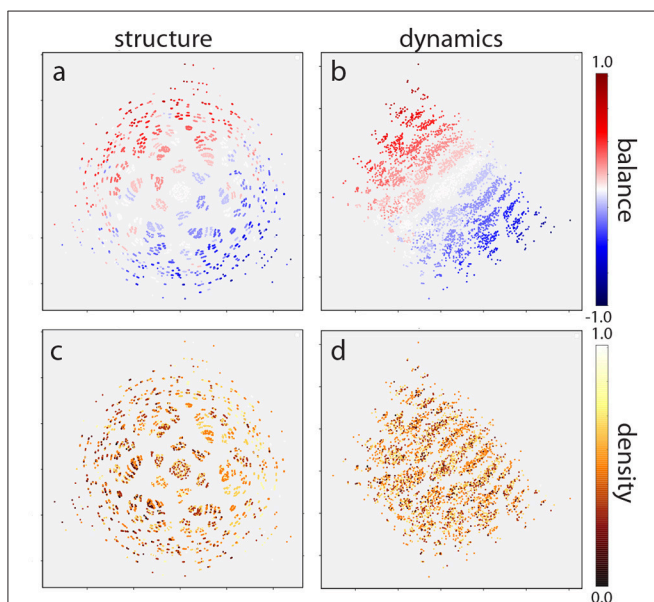 structure
dynamics
a
b
1.0
balance
-1.0
c
d
1.0
density
0.0